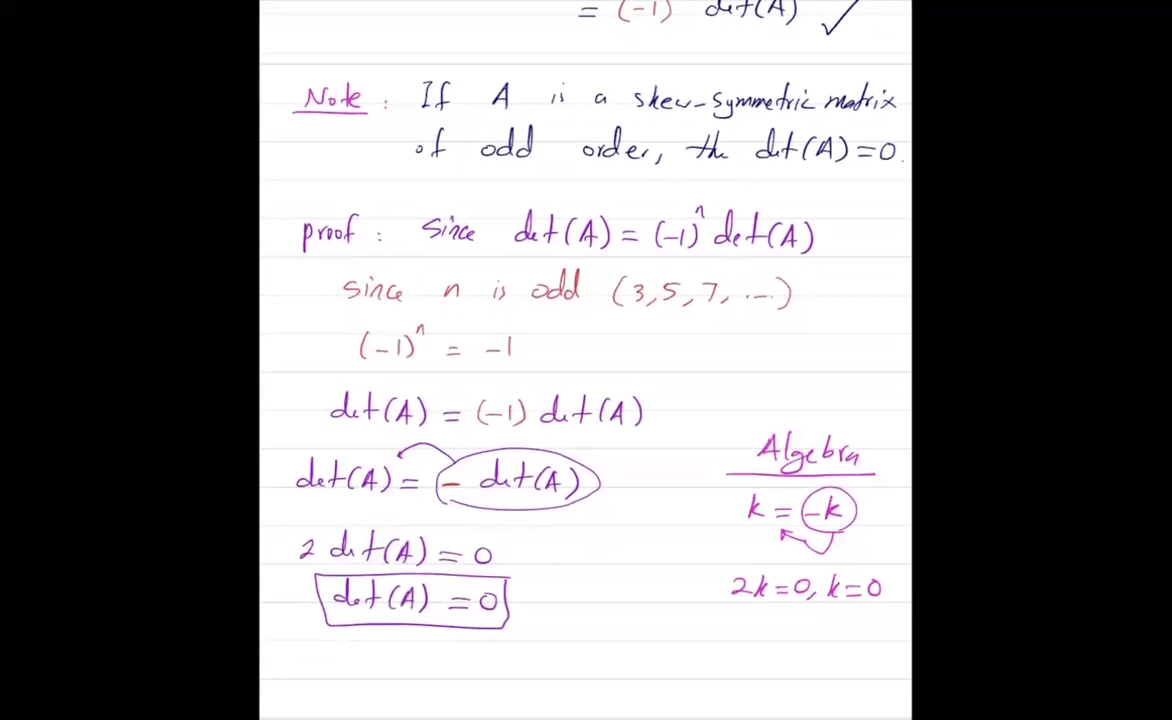 = (-1) det(A) ✓
Note: If A is a skew-symmetric matrix
of odd order, the det(A)=0.
proof: since det(A) = (-1)ⁿ det(A)
since n is odd (3,5,7,...)
(-1)ⁿ = -1
det(A) = (-1) det(A)
det(A) = - det(A)
2 det(A) = 0
det(A) = 0
Algebra
k = -k
2k=0, k=0